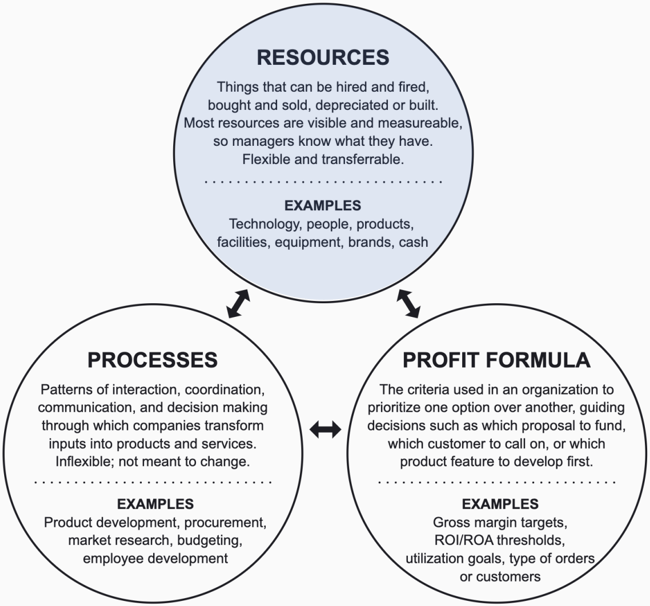 RESOURCES
Things that can be hired and fired,
bought and sold, depreciated or built.
Most resources are visible and measureable,
so managers know what they have.
Flexible and transferrable.
EXAMPLES
Technology, people, products,
facilities, equipment, brands, cash
PROCESSES
Patterns of interaction, coordination,
communication, and decision making
through which companies transform
inputs into products and services.
Inflexible; not meant to change.
EXAMPLES
Product development, procurement,
market research, budgeting,
employee development
PROFIT FORMULA
The criteria used in an organization to
prioritize one option over another, guiding
decisions such as which proposal to fund,
which customer to call on, or which
product feature to develop first.
EXAMPLES
Gross margin targets,
ROI/ROA thresholds,
utilization goals, type of orders
or customers